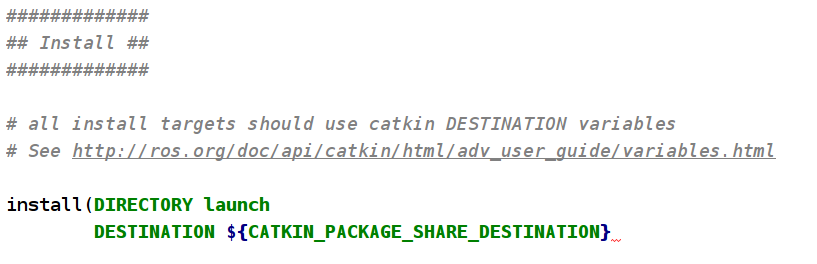 #############
## Install ##
#############
# all install targets should use catkin DESTINATION variables
# See http://ros.org/doc/api/catkin/html/adv_user_guide/variables.html
install(DIRECTORY launch
DESTINATION ${CATKIN_PACKAGE_SHARE_DESTINATION}